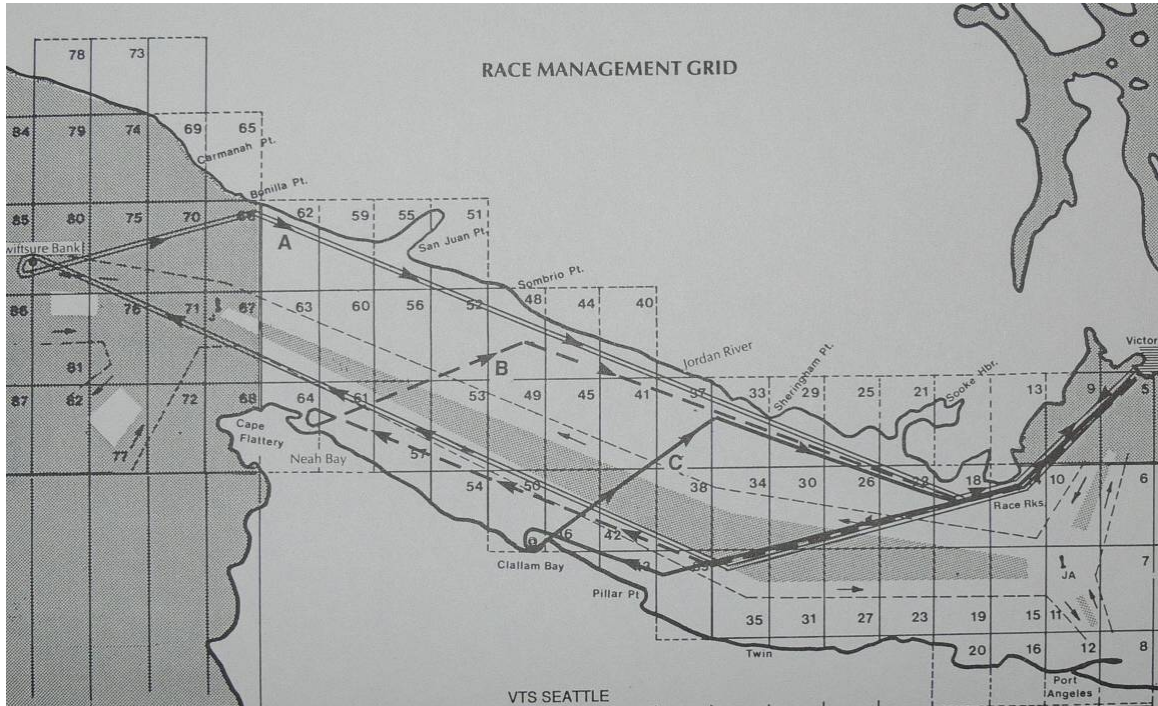 78 73
RACE MANAGEMENT GRID
84 79 74 69 65
Carmanah Pt.
Bonilla Pt.
85 80 75 70 66 62 59 55 51
A
San Juan Pt.
wiftsure Bank
Sombrio Pt.
86 76 71 67 63 60 56 52 48 44 40
Jordan River
Victor
81
B
Sheringham Pt.
Sooke Hbr.
87 82 72 68 64 61 53 49 45 41 37 33 29 25 21 13 9 5
Cape
Flattery
Neah Bay
77
57
C
54 50 38 34 30 26 22 18 14 10 6
Race Rks.
46 42
Clallam Bay
43 39
JA
7
Pillar Pt
35 31 27 23 19 15 11
Twin
20 16 12 8
Port
Angeles
VTS SEATTLE